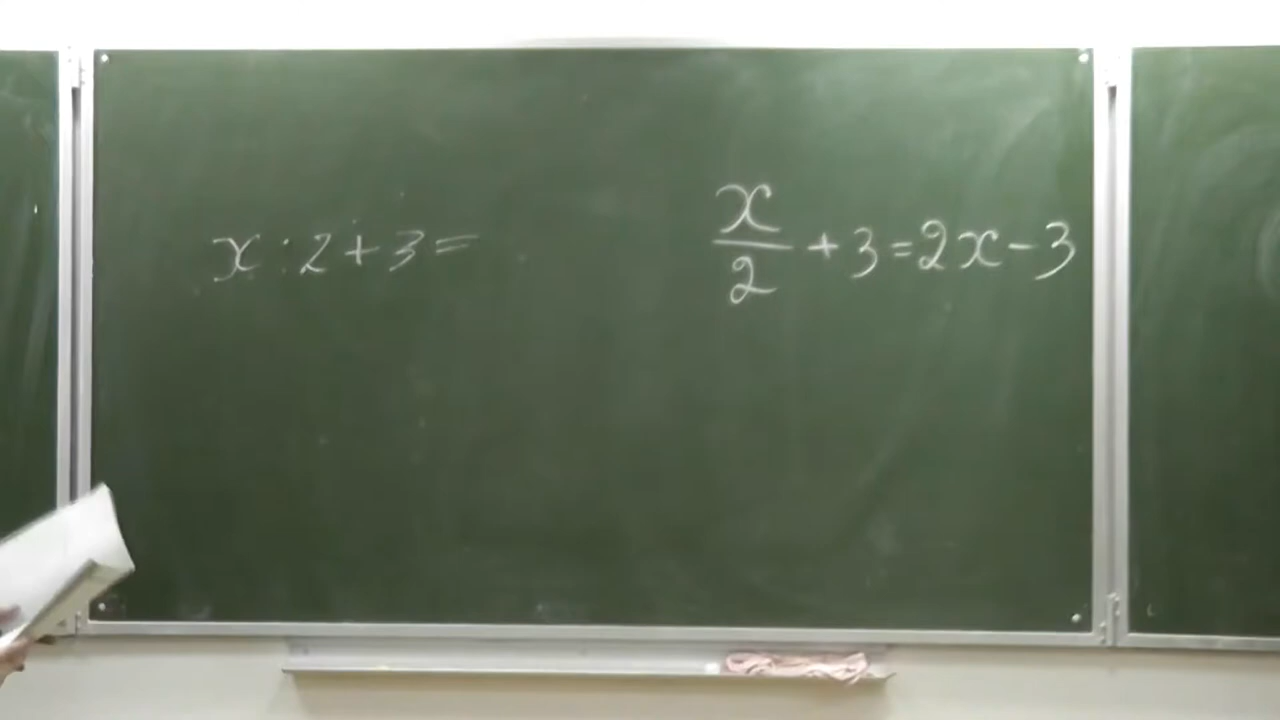 x : 2 + 3 =
x/2 + 3 = 2x - 3